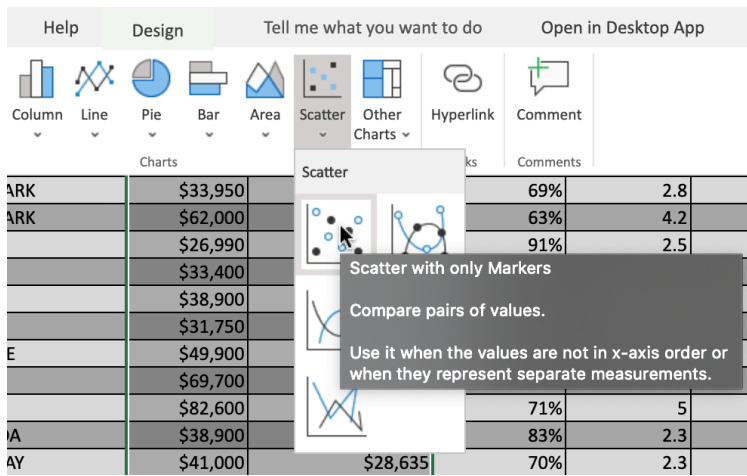 Help Design Tell me what you want to do Open in Desktop App
Column Line Pie Bar Area Scatter Other Charts Hyperlink Comment
Charts ks Comments
Scatter
ARK $33,950 69% 2.8
ARK $62,000 63% 4.2
$26,990 91% 2.5
$33,400
$38,900
$31,750
E $49,900
$69,700
$82,600 71% 5
DA $38,900 83% 2.3
AY $41,000 $28,635 70% 2.3
Scatter with only Markers
Compare pairs of values.
Use it when the values are not in x-axis order or
when they represent separate measurements.